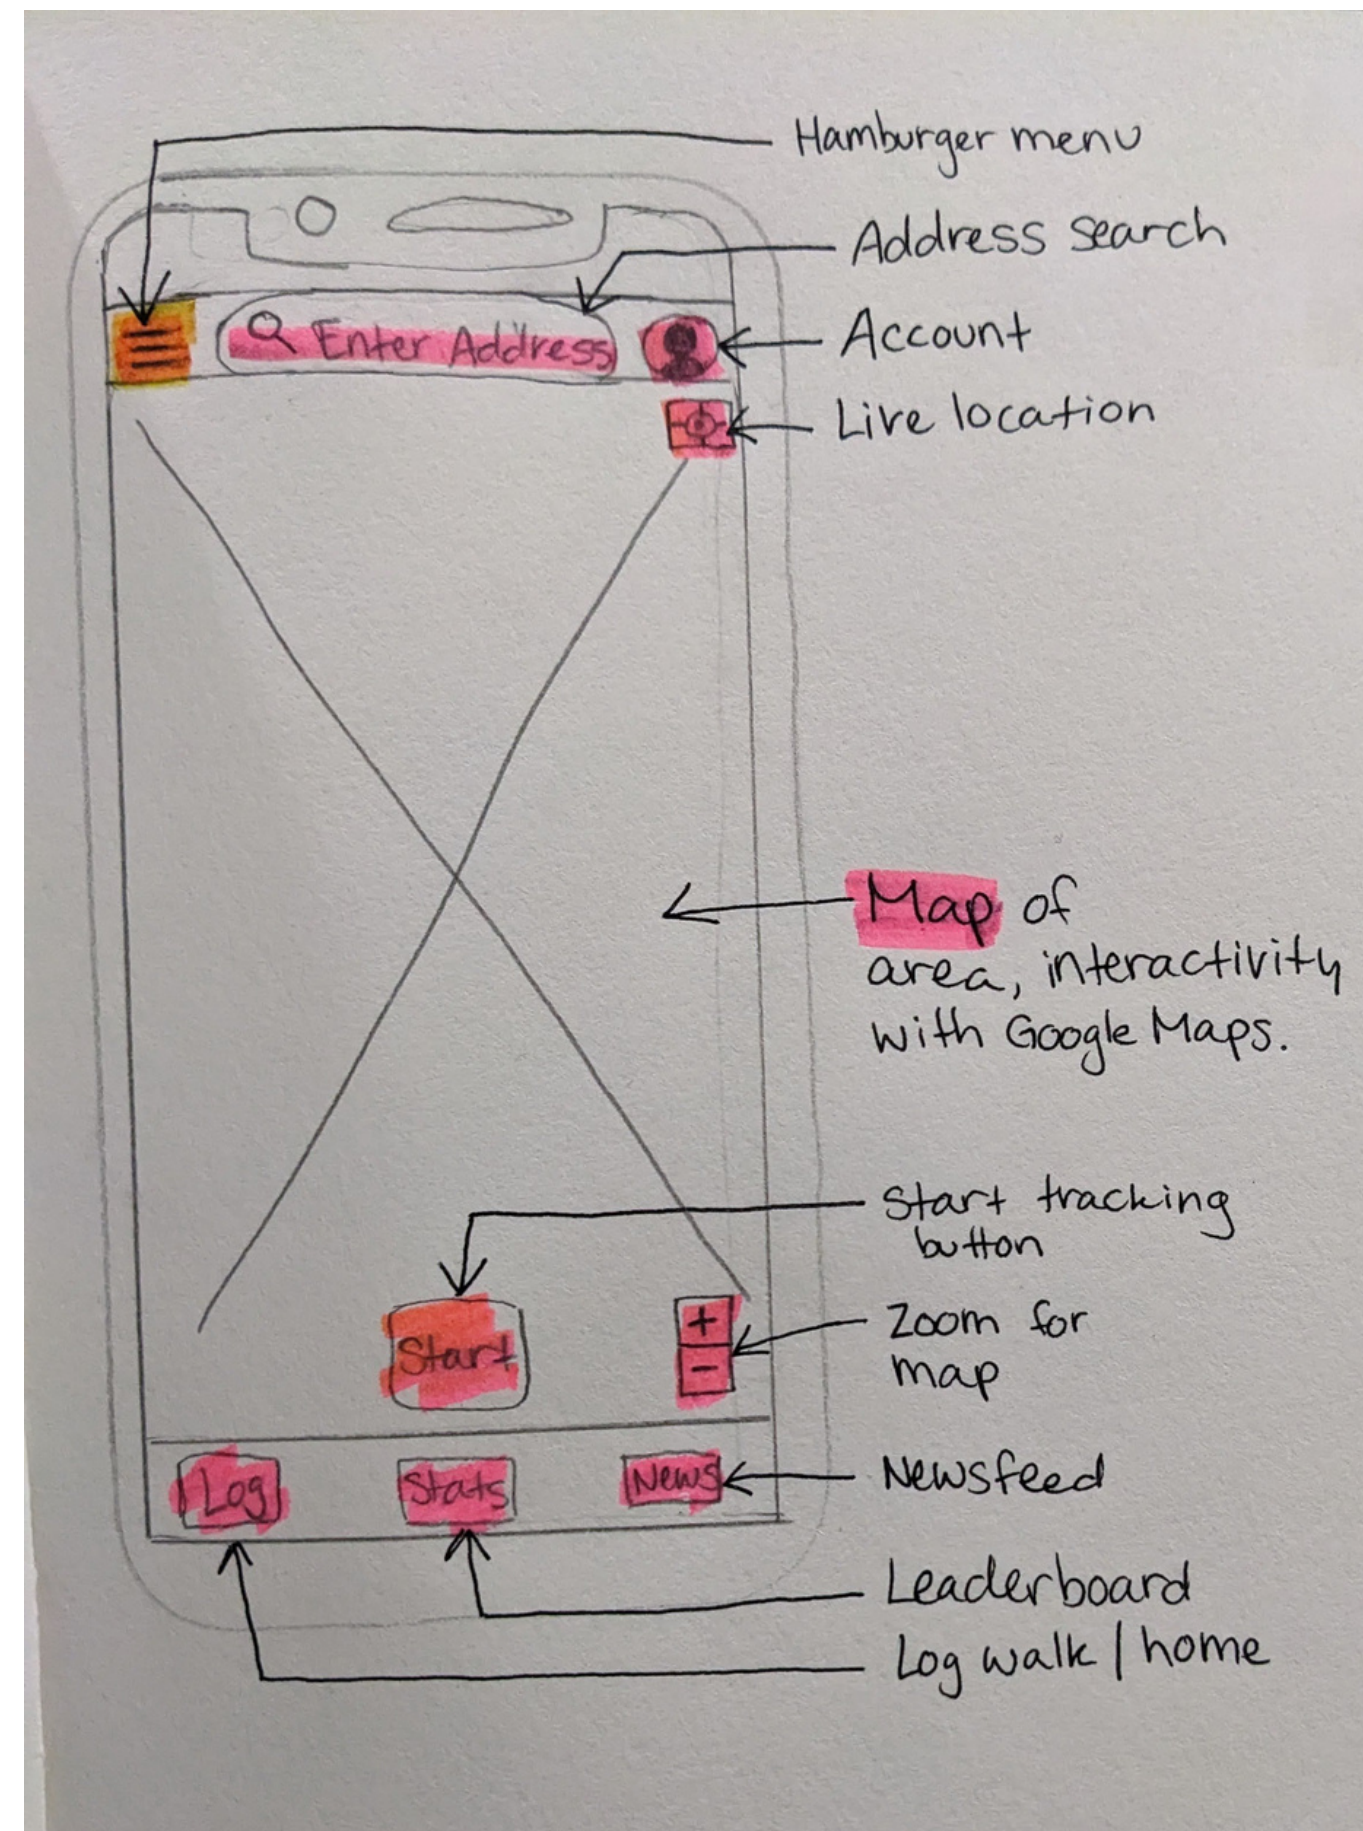 Hamburger menu
Address search
Enter Address
Account
Live location
Map of
area, interactivity
with Google Maps.
Start tracking
button
Start
+
-
Zoom for
map
Log
Stats
News
Newsfeed
Leaderboard
Log walk / home